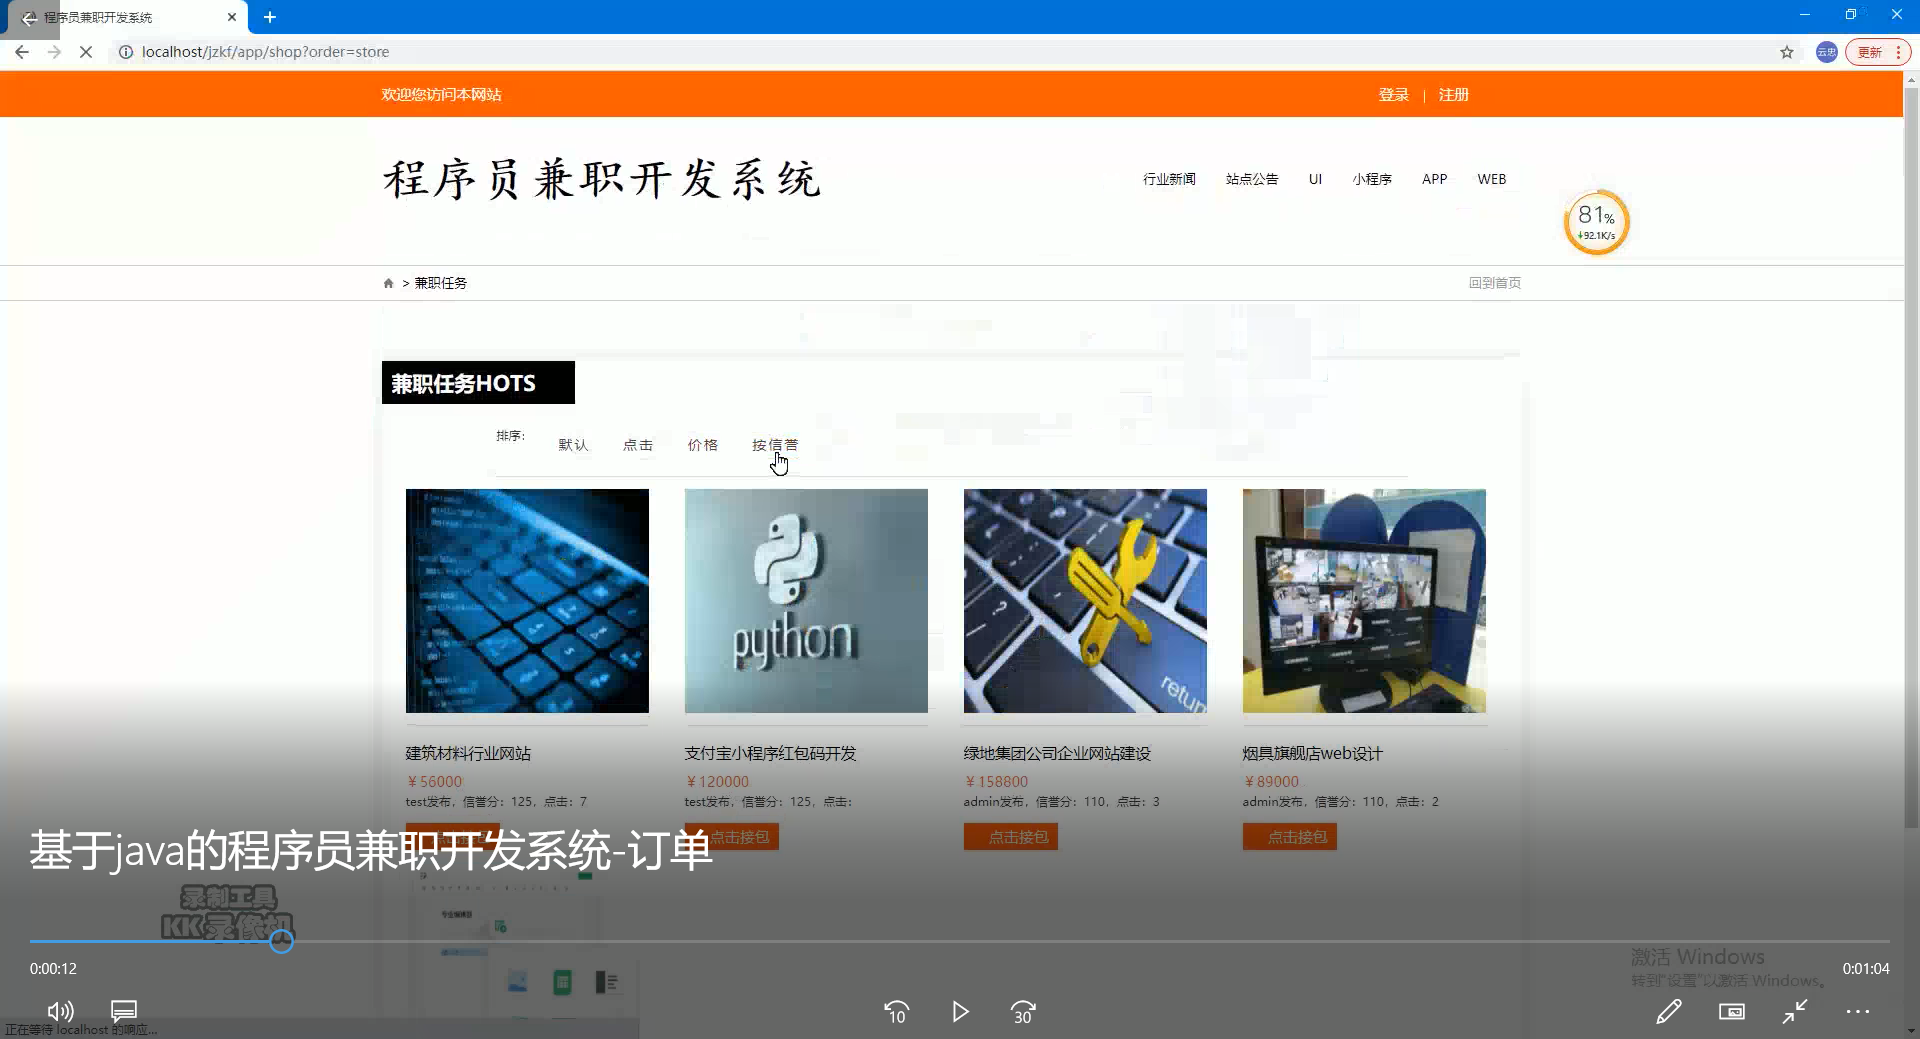 程序员兼职开发系统
localhost/jzkf/app/shop?order=store
云忠
更新
欢迎您访问本网站
登录 | 注册
程序员兼职开发系统
行业新闻 站点公告 UI 小程序 APP WEB
81%
92.1K/s
> 兼职任务
回到首页
兼职任务HOTS
排序:
默认 点击 价格 按信誉
python
return
建筑材料行业网站
￥56000
test发布，信誉分：125，点击：7
支付宝小程序红包码开发
￥120000
test发布，信誉分：125，点击：
绿地集团公司企业网站建设
￥158800
admin发布，信誉分：110，点击：3
点击接包
烟具旗舰店web设计
￥89000
admin发布，信誉分：110，点击：2
点击接包
点击接包
基于java的程序员兼职开发系统-订单
录制工具
KK录像机
0:00:12
0:01:04
激活 Windows
转到"设置"以激活 Windows。
10
30
正在等待 localhost 的响应...